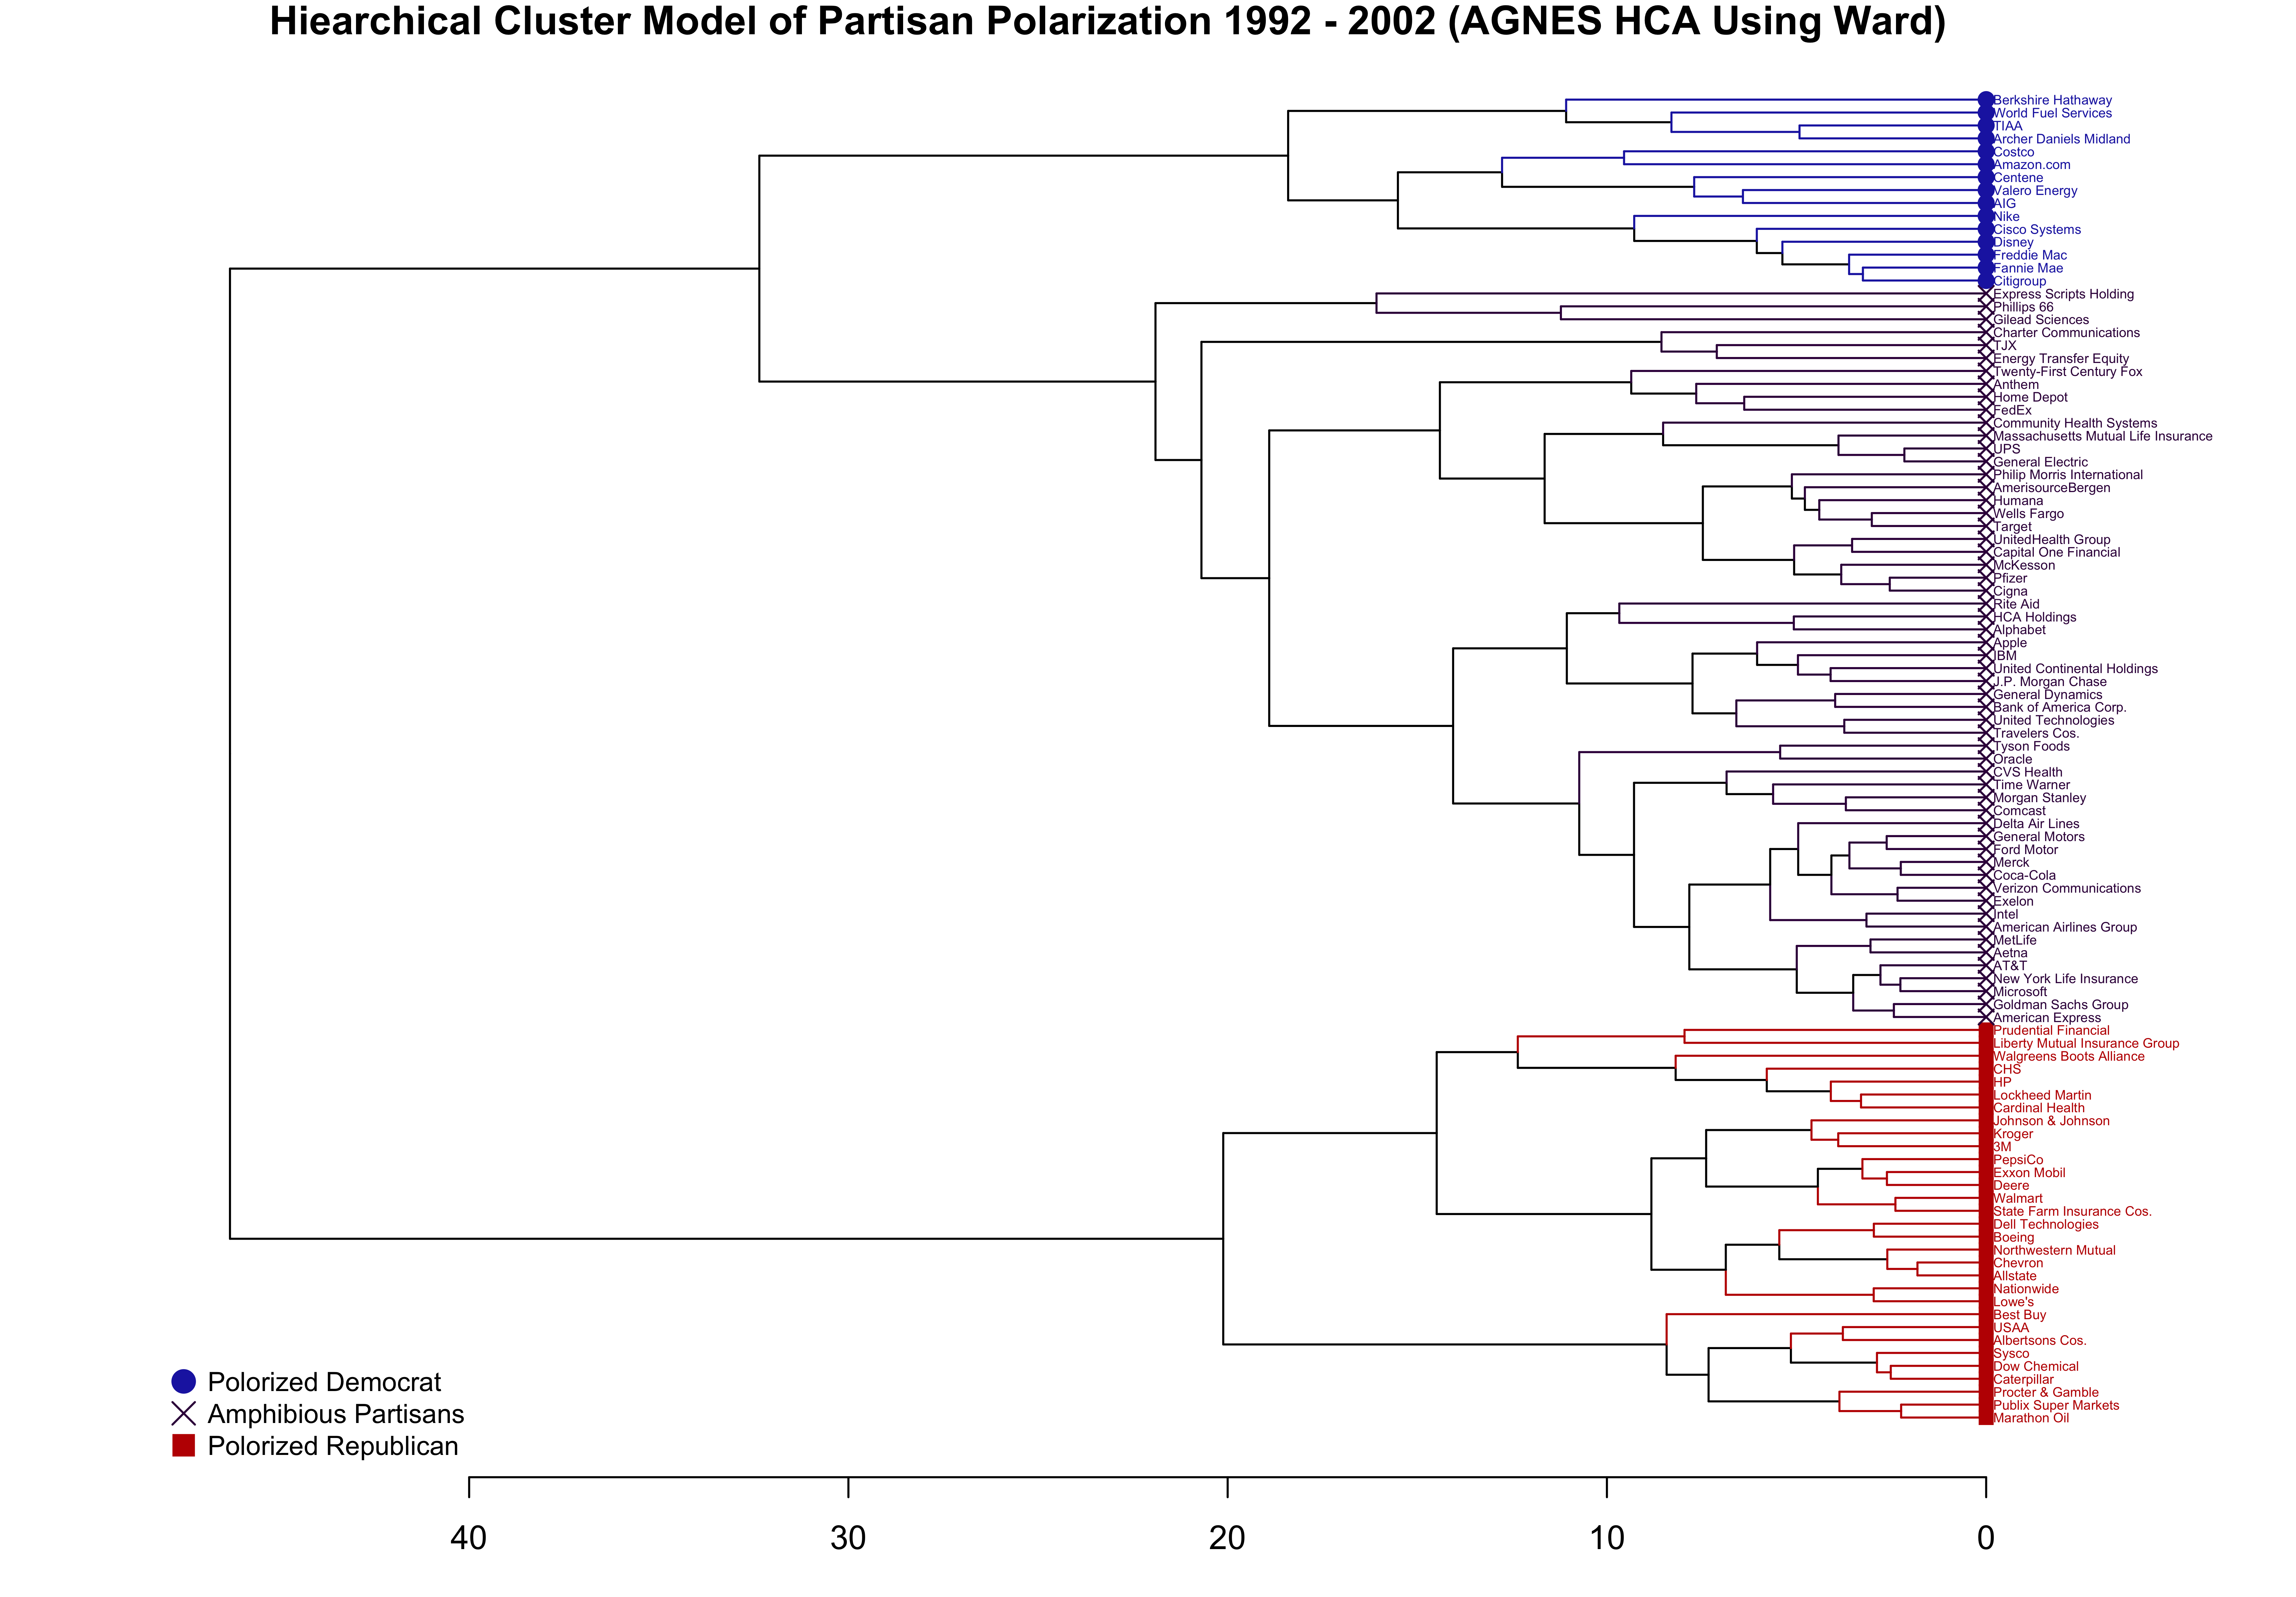 Hiearchical Cluster Model of Partisan Polarization 1992 - 2002 (AGNES HCA Using Ward)
Berkshire Hathaway
World Fuel Services
TIAA
Archer Daniels Midland
Costco
Amazon.com
Centene
Valero Energy
AIG
Nike
Cisco Systems
Disney
Freddie Mac
Fannie Mae
Citigroup
Express Scripts Holding
Phillips 66
Gilead Sciences
Charter Communications
TJX
Energy Transfer Equity
Twenty-First Century Fox
Anthem
Home Depot
FedEx
Community Health Systems
Massachusetts Mutual Life Insurance
UPS
General Electric
Philip Morris International
AmerisourceBergen
Humana
Wells Fargo
Target
UnitedHealth Group
Capital One Financial
McKesson
Pfizer
Cigna
Rite Aid
HCA Holdings
Alphabet
Apple
IBM
United Continental Holdings
J.P. Morgan Chase
General Dynamics
Bank of America Corp.
United Technologies
Travelers Cos.
Tyson Foods
Oracle
CVS Health
Time Warner
Morgan Stanley
Comcast
Delta Air Lines
General Motors
Ford Motor
Merck
Coca-Cola
Verizon Communications
Exelon
Intel
American Airlines Group
MetLife
Aetna
AT&T
New York Life Insurance
Microsoft
Goldman Sachs Group
American Express
Prudential Financial
Liberty Mutual Insurance Group
Walgreens Boots Alliance
CHS
HP
Lockheed Martin
Cardinal Health
Johnson & Johnson
Kroger
3M
PepsiCo
Exxon Mobil
Deere
Walmart
State Farm Insurance Cos.
Dell Technologies
Boeing
Northwestern Mutual
Chevron
Allstate
Nationwide
Lowe's
Best Buy
USAA
Albertsons Cos.
Sysco
Dow Chemical
Caterpillar
Procter & Gamble
Publix Super Markets
Marathon Oil
Polorized Democrat
Amphibious Partisans
Polorized Republican
40 30 20 10 0